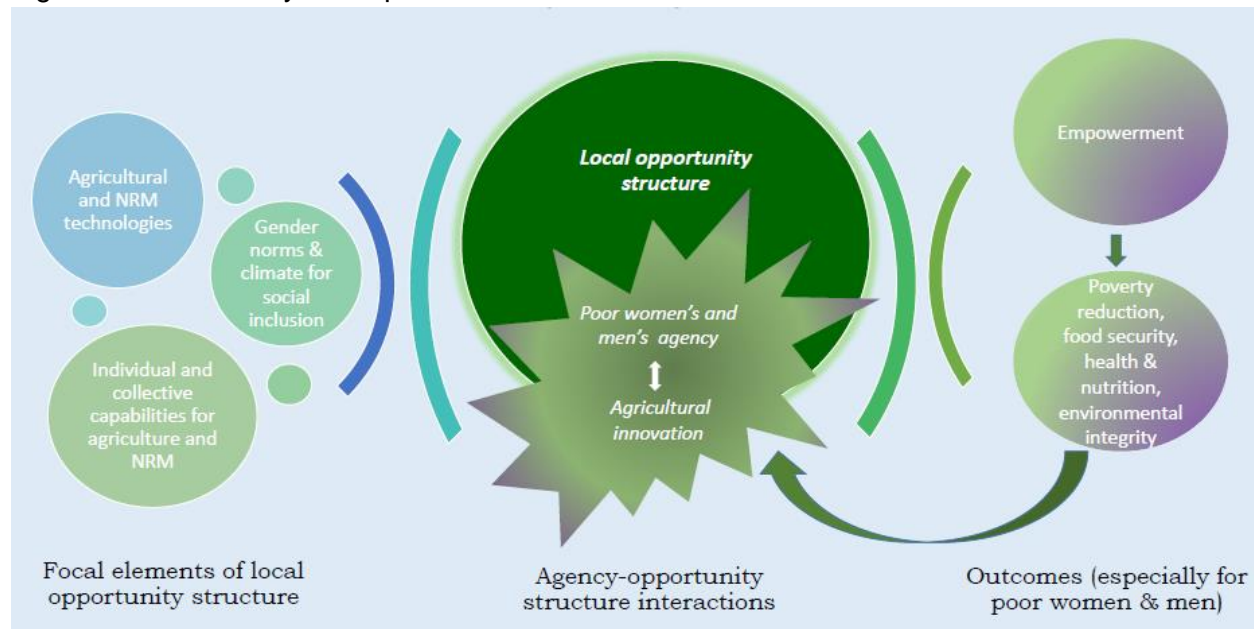 Agricultural
and NRM
technologies
Gender
norms &
climate for
social
inclusion
Individual and
collective
capabilities for
agriculture and
NRM
Focal elements of local
opportunity structure
Local opportunity
structure
Poor women's and
men's agency
Agricultural
innovation
Agency-opportunity
structure interactions
Empowerment
Poverty
reduction,
food security,
health &
nutrition,
environmental
integrity
Outcomes (especially for
poor women & men)